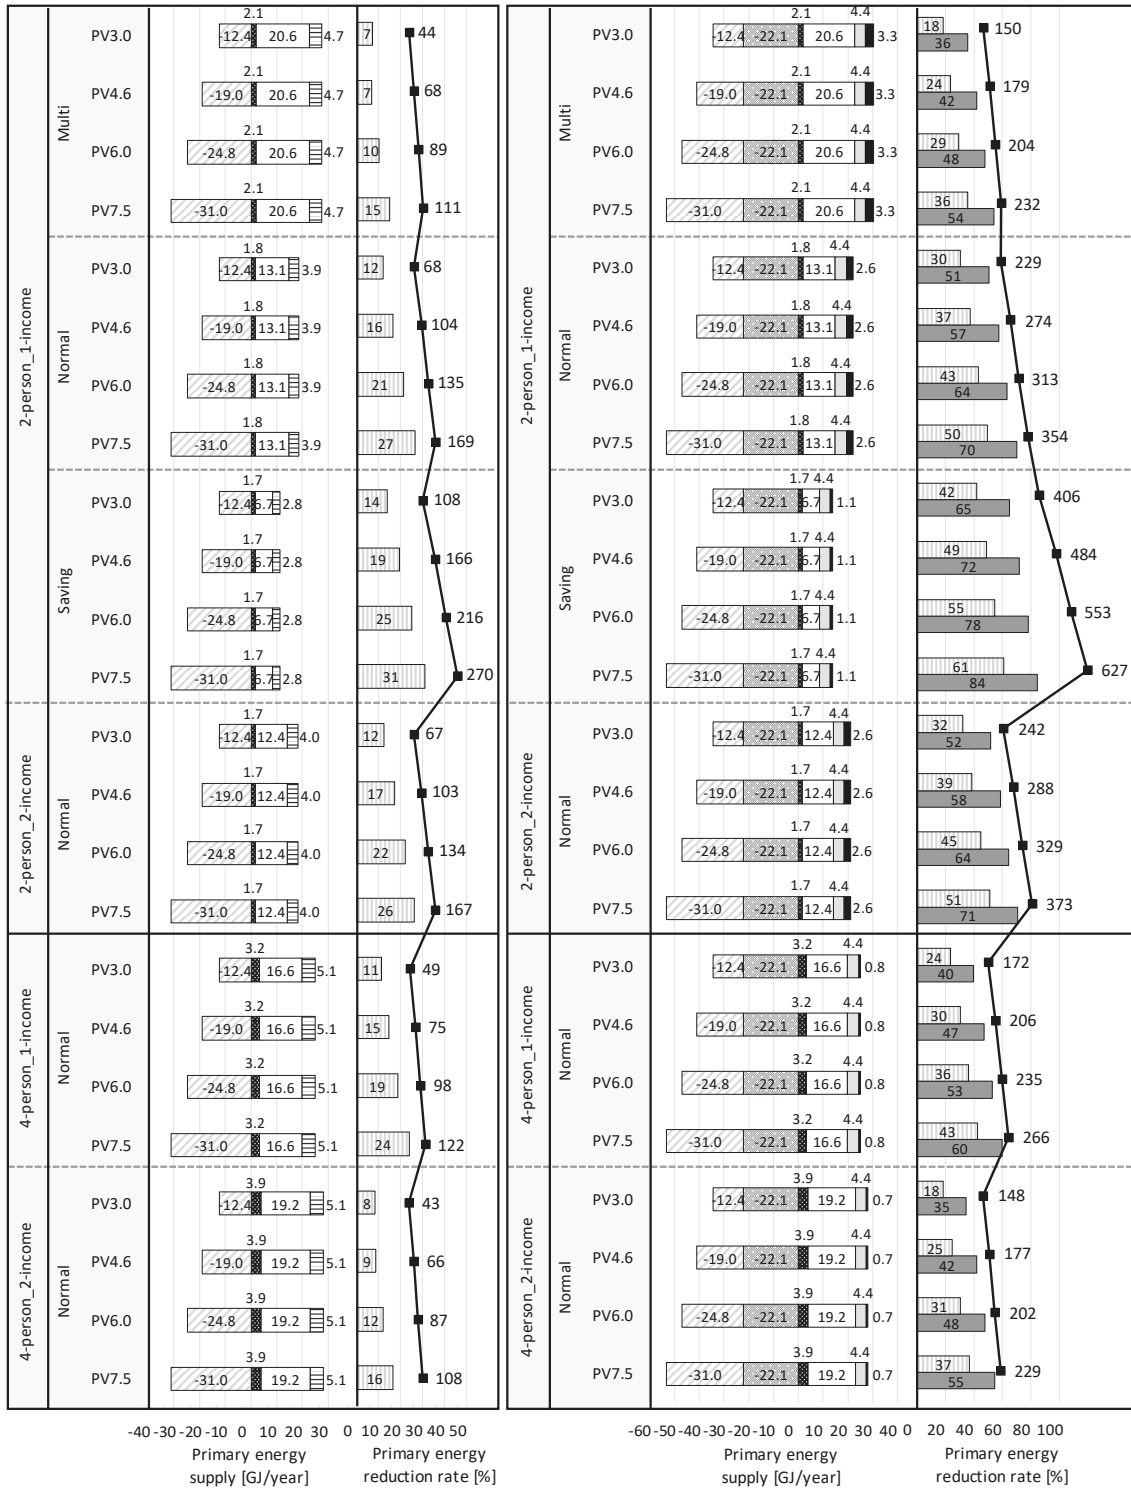 2-person_1-income
Multi
2.1
PV3.0 -12.4 20.6 4.7 7 44
2.1
PV4.6 -19.0 20.6 4.7 7 68
2.1
PV6.0 -24.8 20.6 4.7 10 89
2.1
PV7.5 -31.0 20.6 4.7 15 111
Normal
1.8
PV3.0 -12.4 13.1 3.9 12 68
1.8
PV4.6 -19.0 13.1 3.9 16 104
1.8
PV6.0 -24.8 13.1 3.9 21 135
1.8
PV7.5 -31.0 13.1 3.9 27 169
Saving
1.7
PV3.0 -12.4 6.7 2.8 14 108
1.7
PV4.6 -19.0 6.7 2.8 19 166
1.7
PV6.0 -24.8 6.7 2.8 25 216
1.7
PV7.5 -31.0 6.7 2.8 31 270
2-person_2-income
Normal
1.7
PV3.0 -12.4 12.4 4.0 12 67
1.7
PV4.6 -19.0 12.4 4.0 17 103
1.7
PV6.0 -24.8 12.4 4.0 22 134
1.7
PV7.5 -31.0 12.4 4.0 26 167
4-person_1-income
Normal
3.2
PV3.0 -12.4 16.6 5.1 11 49
3.2
PV4.6 -19.0 16.6 5.1 15 75
3.2
PV6.0 -24.8 16.6 5.1 19 98
3.2
PV7.5 -31.0 16.6 5.1 24 122
4-person_2-income
Normal
3.9
PV3.0 -12.4 19.2 5.1 8 43
3.9
PV4.6 -19.0 19.2 5.1 9 66
3.9
PV6.0 -24.8 19.2 5.1 12 87
3.9
PV7.5 -31.0 19.2 5.1 16 108
-40 -30 -20 -10 0 10 20 30 40
Primary energy
supply [GJ/year]
0 10 20 30 40 50
Primary energy
reduction rate [%]
2-person_1-income
Multi
2.1 4.4
PV3.0 -12.4 -22.1 20.6 3.3 18 36 150
2.1 4.4
PV4.6 -19.0 -22.1 20.6 3.3 24 42 179
2.1 4.4
PV6.0 -24.8 -22.1 20.6 3.3 29 48 204
2.1 4.4
PV7.5 -31.0 -22.1 20.6 3.3 36 54 232
Normal
1.8 4.4
PV3.0 -12.4 -22.1 13.1 2.6 30 51 229
1.8 4.4
PV4.6 -19.0 -22.1 13.1 2.6 37 57 274
1.8 4.4
PV6.0 -24.8 -22.1 13.1 2.6 43 64 313
1.8 4.4
PV7.5 -31.0 -22.1 13.1 2.6 50 70 354
Saving
1.7 4.4
PV3.0 -12.4 -22.1 6.7 1.1 42 65 406
1.7 4.4
PV4.6 -19.0 -22.1 6.7 1.1 49 72 484
1.7 4.4
PV6.0 -24.8 -22.1 6.7 1.1 55 78 553
1.7 4.4
PV7.5 -31.0 -22.1 6.7 1.1 61 84 627
2-person_2-income
Normal
1.7 4.4
PV3.0 -12.4 -22.1 12.4 2.6 32 52 242
1.7 4.4
PV4.6 -19.0 -22.1 12.4 2.6 39 58 288
1.7 4.4
PV6.0 -24.8 -22.1 12.4 2.6 45 64 329
1.7 4.4
PV7.5 -31.0 -22.1 12.4 2.6 51 71 373
4-person_1-income
Normal
3.2 4.4
PV3.0 -12.4 -22.1 16.6 0.8 24 40 172
3.2 4.4
PV4.6 -19.0 -22.1 16.6 0.8 30 47 206
3.2 4.4
PV6.0 -24.8 -22.1 16.6 0.8 36 53 235
3.2 4.4
PV7.5 -31.0 -22.1 16.6 0.8 43 60 266
4-person_2-income
Normal
3.9 4.4
PV3.0 -12.4 -22.1 19.2 0.7 18 35 148
3.9 4.4
PV4.6 -19.0 -22.1 19.2 0.7 25 42 177
3.9 4.4
PV6.0 -24.8 -22.1 19.2 0.7 31 48 202
3.9 4.4
PV7.5 -31.0 -22.1 19.2 0.7 37 55 229
-60 -50 -40 -30 -20 -10 0 10 20 30 40
Primary energy
supply [GJ/year]
0 20 40 60 80 100
Primary energy
reduction rate [%]